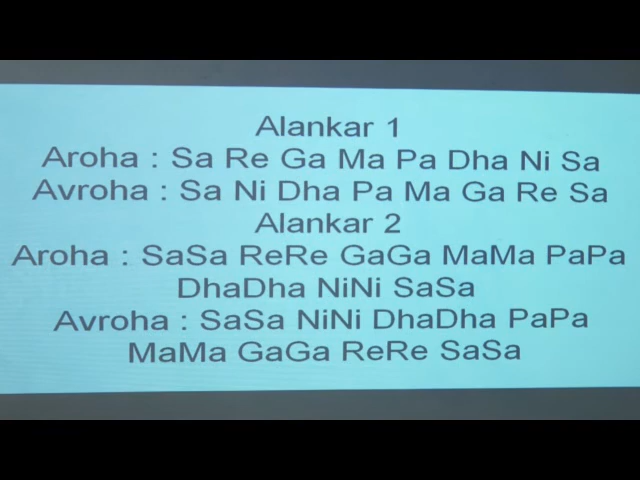 Alankar 1
Aroha : Sa Re Ga Ma Pa Dha Ni Sa
Avroha : Sa Ni Dha Pa Ma Ga Re Sa
Alankar 2
Aroha : SaSa ReRe GaGa MaMa PaPa
DhaDha NiNi SaSa
Avroha : SaSa NiNi DhaDha PaPa
MaMa GaGa ReRe SaSa